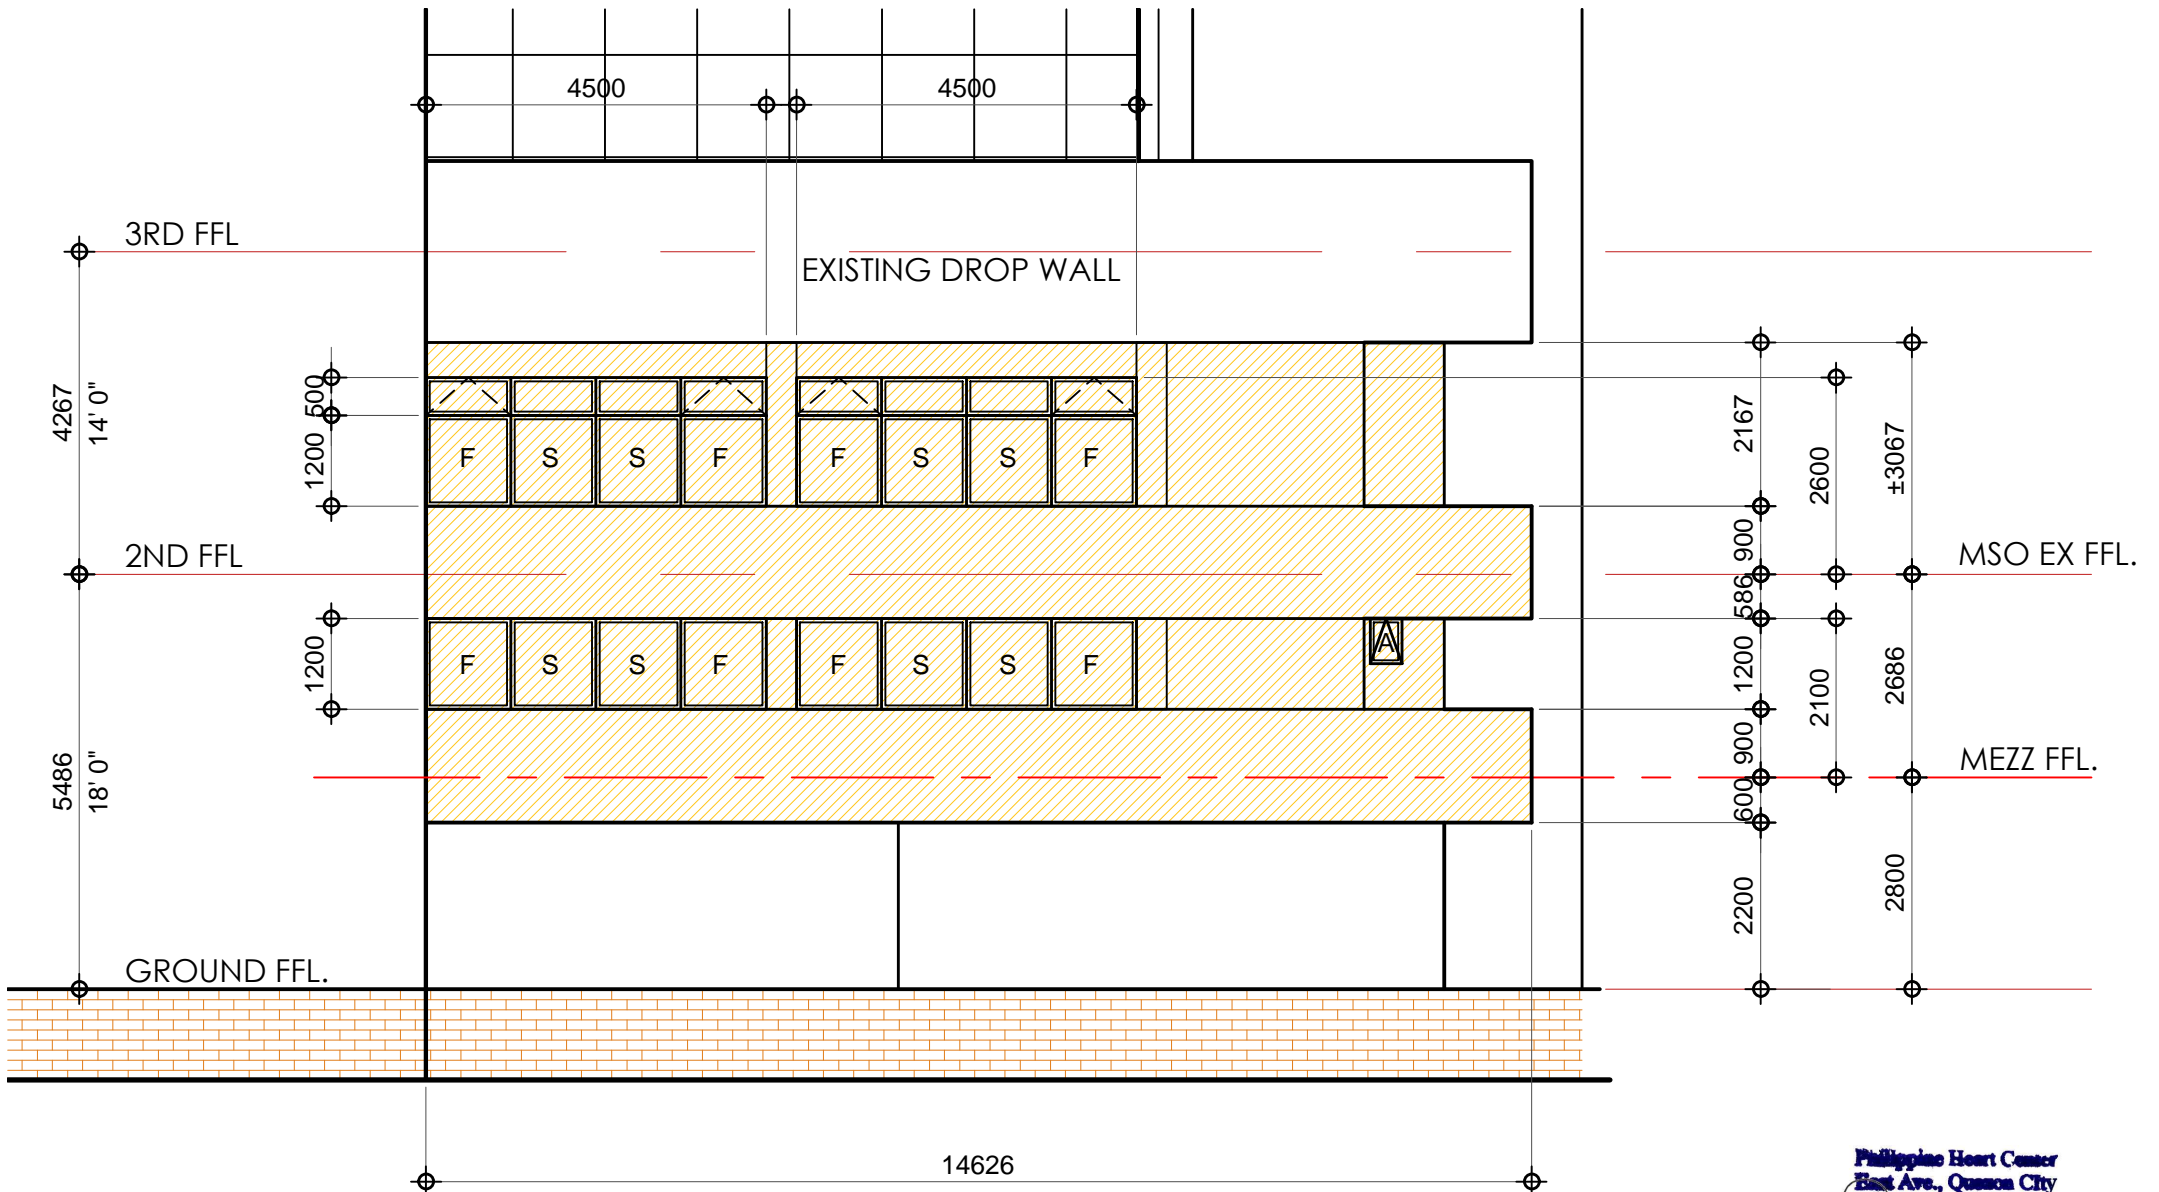 4500 4500
3RD FFL
EXISTING DROP WALL
4267
14' 0"
500
1200
F S S F F S S F
2167
2600
±3067
2ND FFL
900
MSO EX FFL.
586
1200
F S S F F S S F
A
1200
2100
2686
5486
18' 0"
900
MEZZ FFL.
600
2200
2800
GROUND FFL.
14626
Philippine Heart Center
East Ave., Quezon City